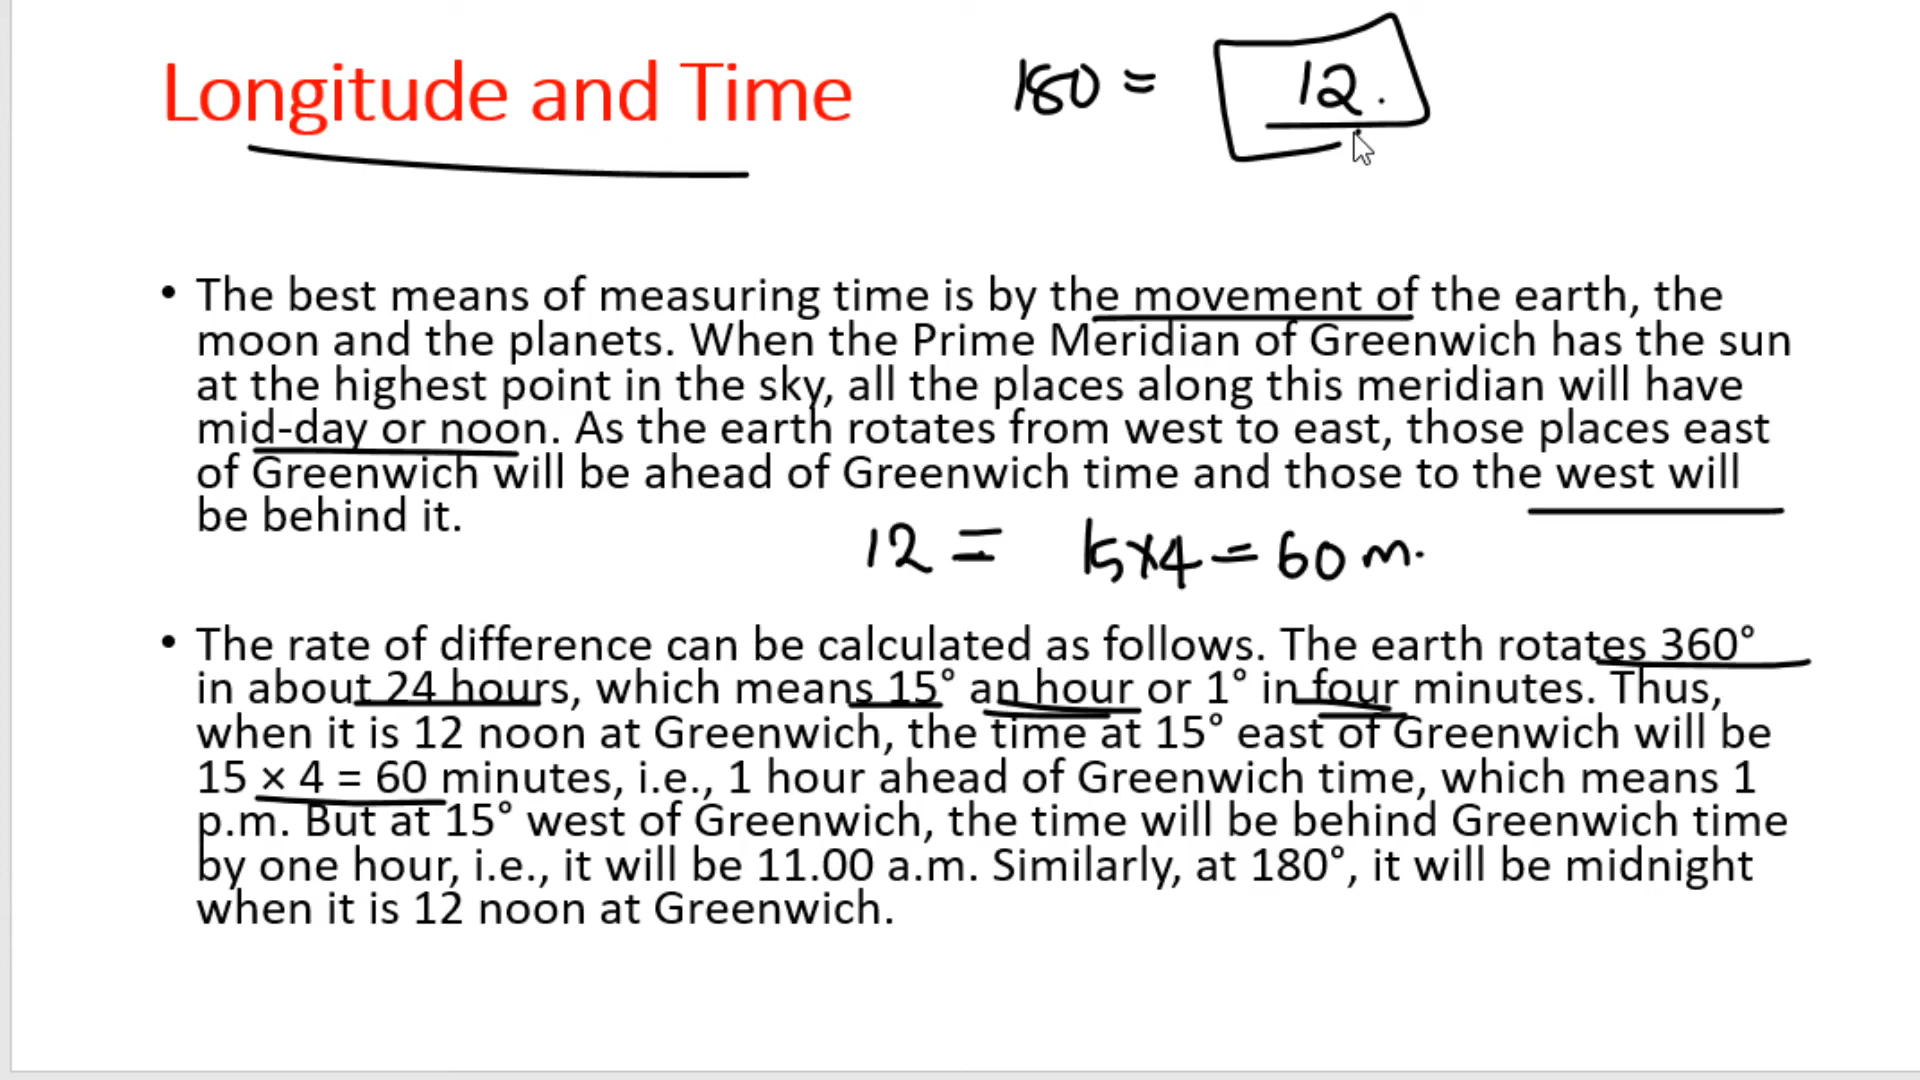 Longitude and Time
180 = 12.
• The best means of measuring time is by the movement of the earth, the
moon and the planets. When the Prime Meridian of Greenwich has the sun
at the highest point in the sky, all the places along this meridian will have
mid-day or noon. As the earth rotates from west to east, those places east
of Greenwich will be ahead of Greenwich time and those to the west will
be behind it.
12 = 15×4=60 m.
• The rate of difference can be calculated as follows. The earth rotates 360°
in about 24 hours, which means 15° an hour or 1° in four minutes. Thus,
when it is 12 noon at Greenwich, the time at 15° east of Greenwich will be
15 × 4 = 60 minutes, i.e., 1 hour ahead of Greenwich time, which means 1
p.m. But at 15° west of Greenwich, the time will be behind Greenwich time
by one hour, i.e., it will be 11.00 a.m. Similarly, at 180°, it will be midnight
when it is 12 noon at Greenwich.